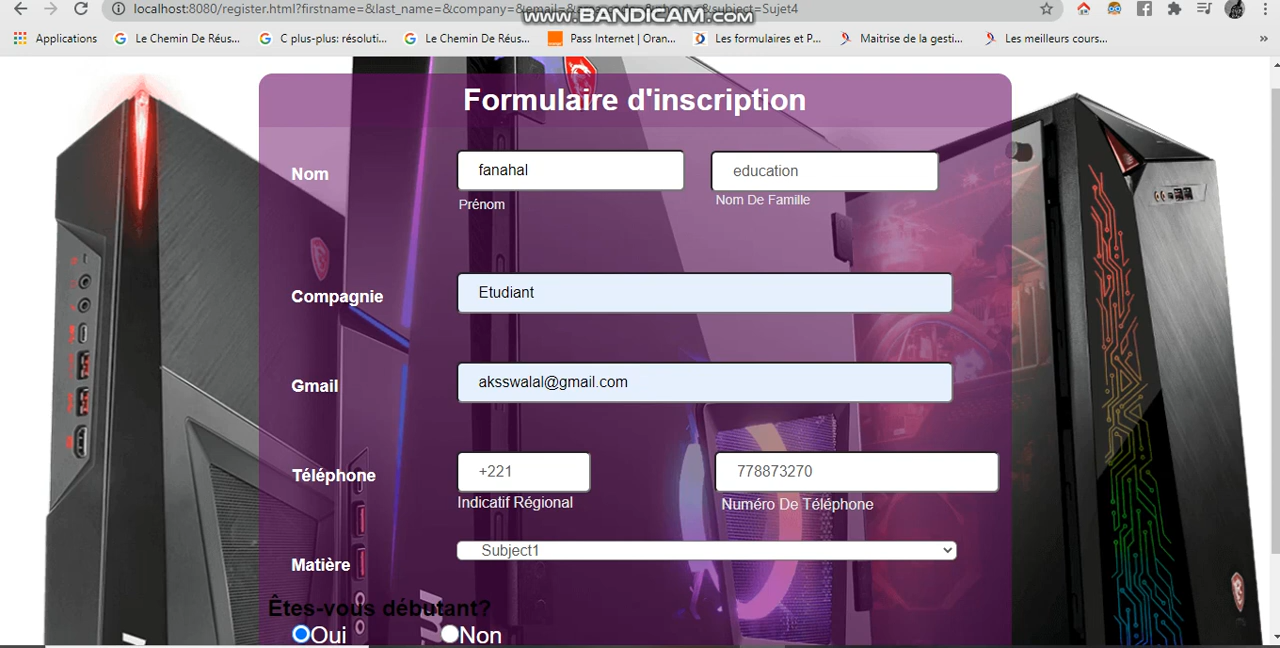 localhost:8080/register.html?firstname=&last_name=&company=&email=
subject=Sujet4
WWW.BANDICAM.COM
Applications
Le Chemin De Réus...
C plus-plus: résoluti...
Le Chemin De Réus...
Pass Internet | Oran...
Les formulaires et P...
Maitrise de la gesti...
Les meilleurs cours...
»
Formulaire d'inscription
Nom
fanahal
education
Prénom
Nom De Famille
Compagnie
Etudiant
Gmail
aksswalal@gmail.com
Téléphone
+221
778873270
Indicatif Régional
Numéro De Téléphone
Matière
Subject1
Êtes-vous débutant?
Oui
Non